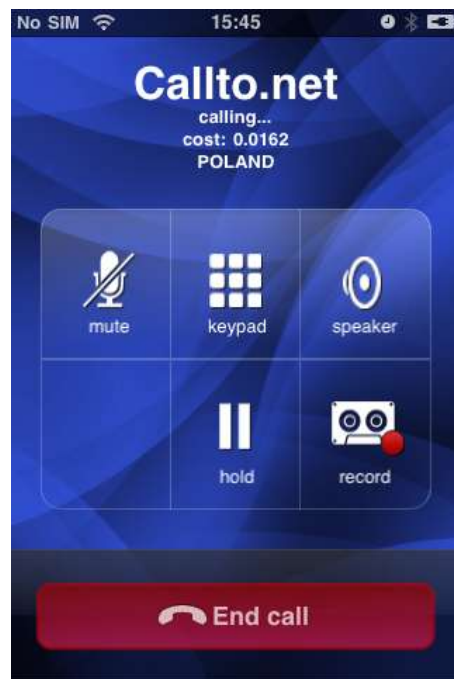 No SIM 15:45
Callto.net
calling...
cost: 0.0162
POLAND
mute keypad speaker
hold record
End call